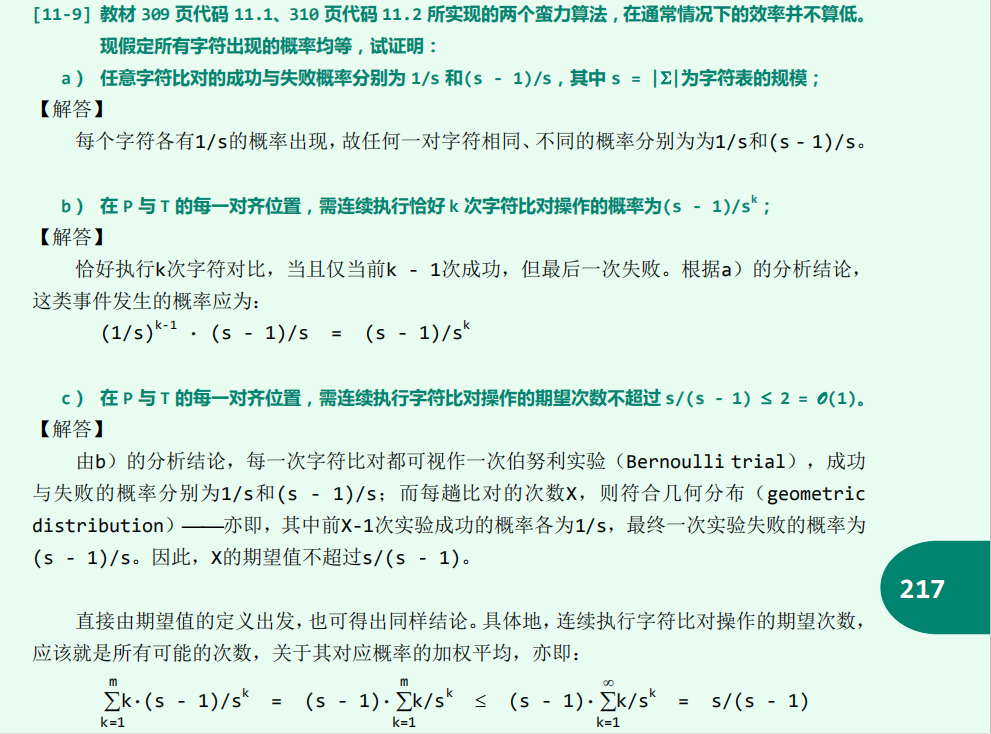 [11-9] 教材 309 页代码 11.1、310 页代码 11.2 所实现的两个蛮力算法，在通常情况下的效率并不算低。
现假定所有字符出现的概率均等，试证明：
a） 任意字符比对的成功与失败概率分别为 1/s 和(s - 1)/s，其中 s = |Σ|为字符表的规模；
【解答】
每个字符各有1/s的概率出现，故任何一对字符相同、不同的概率分别为为1/s和(s - 1)/s。
b） 在 P 与 T 的每一对齐位置，需连续执行恰好 k 次字符比对操作的概率为(s - 1)/s^k；
【解答】
恰好执行k次字符对比，当且仅当前k - 1次成功，但最后一次失败。根据a）的分析结论，
这类事件发生的概率应为：
(1/s)^k-1 · (s - 1)/s = (s - 1)/s^k
c） 在 P 与 T 的每一对齐位置，需连续执行字符比对操作的期望次数不超过 s/(s - 1) ≤ 2 = O(1)。
【解答】
由b）的分析结论，每一次字符比对都可视作一次伯努利实验（Bernoulli trial），成功
与失败的概率分别为1/s和(s - 1)/s；而每趟比对的次数X，则符合几何分布（geometric
distribution）——亦即，其中前X-1次实验成功的概率各为1/s，最终一次实验失败的概率为
(s - 1)/s。因此，X的期望值不超过s/(s - 1)。
217
直接由期望值的定义出发，也可得出同样结论。具体地，连续执行字符比对操作的期望次数，
应该就是所有可能的次数，关于其对应概率的加权平均，亦即：
m m ∞
∑k·(s - 1)/s^k = (s - 1)·∑k/s^k ≤ (s - 1)·∑k/s^k = s/(s - 1)
k=1 k=1 k=1